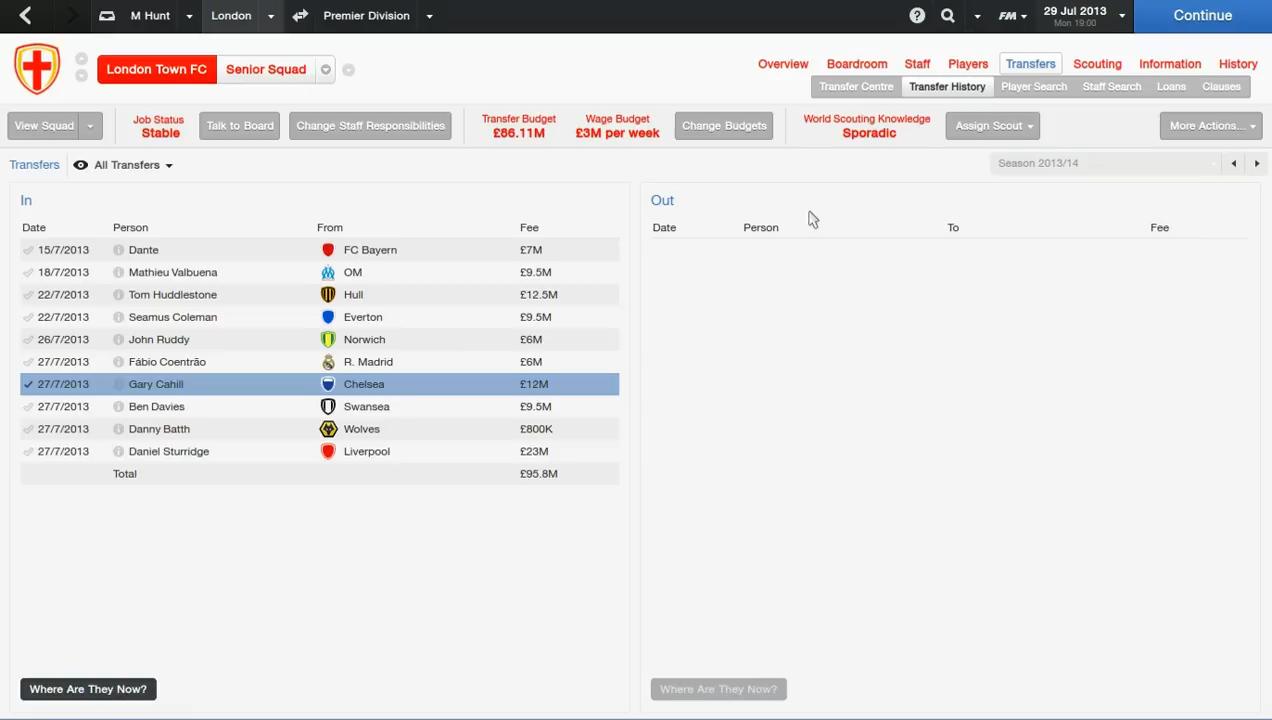 M Hunt London Premier Division FM 29 Jul 2013 Continue
Mon 19:00
London Town FC Senior Squad Overview Boardroom Staff Players Transfers Scouting Information History
Transfer Centre Transfer History Player Search Staff Search Loans Clauses
View Squad Job Status Talk to Board Change Staff Responsibilities Transfer Budget Wage Budget Change Budgets World Scouting Knowledge Assign Scout More Actions...
Stable £86.11M £3M per week Sporadic
Transfers All Transfers Season 2013/14
In
Date Person From Fee
15/7/2013 Dante FC Bayern £7M
18/7/2013 Mathieu Valbuena OM £9.5M
22/7/2013 Tom Huddlestone Hull £12.5M
22/7/2013 Seamus Coleman Everton £9.5M
26/7/2013 John Ruddy Norwich £6M
27/7/2013 Fábio Coentrão R. Madrid £6M
27/7/2013 Gary Cahill Chelsea £12M
27/7/2013 Ben Davies Swansea £9.5M
27/7/2013 Danny Batth Wolves £800K
27/7/2013 Daniel Sturridge Liverpool £23M
Total £95.8M
Where Are They Now?
Out
Date Person To Fee
Where Are They Now?